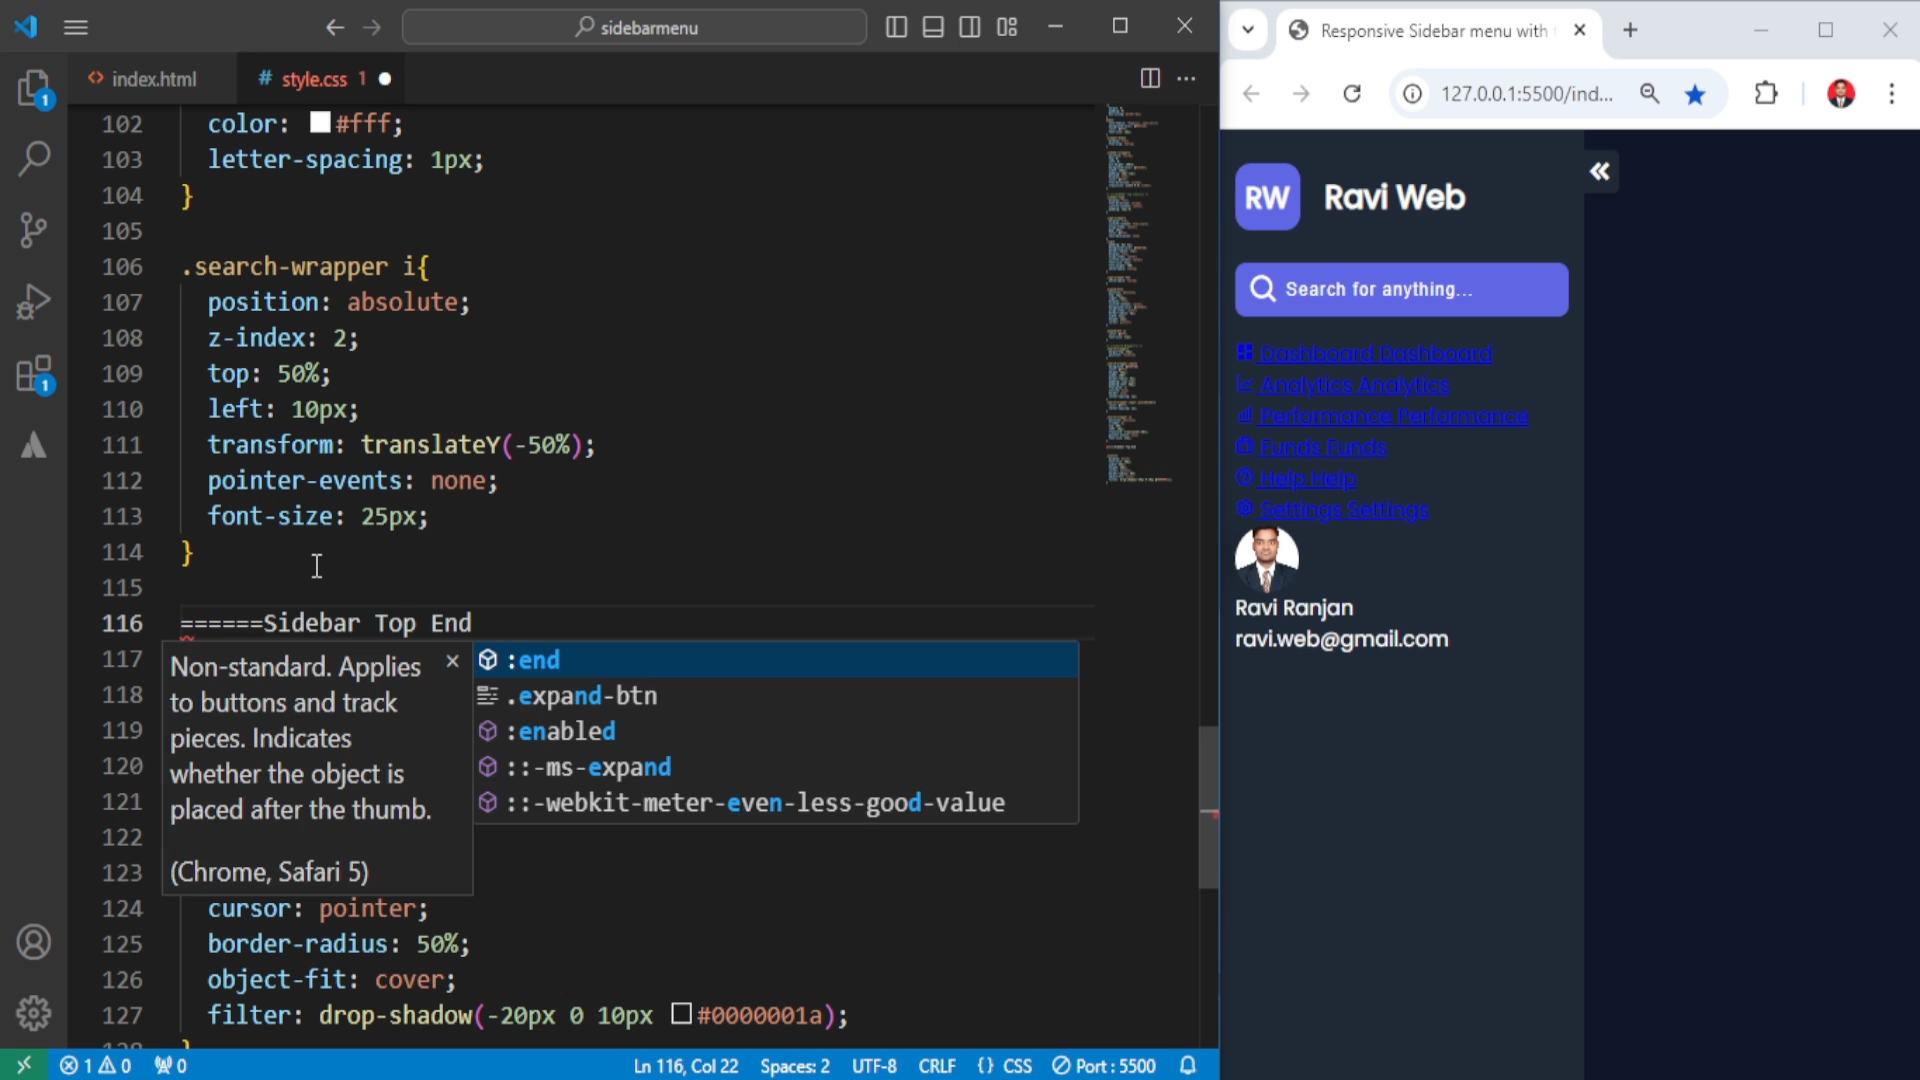 sidebarmenu
index.html
# style.css 1
102 color: #fff;
103 letter-spacing: 1px;
104 }
105
106 .search-wrapper i{
107 position: absolute;
108 z-index: 2;
109 top: 50%;
110 left: 10px;
111 transform: translateY(-50%);
112 pointer-events: none;
113 font-size: 25px;
114 }
115
116 ======Sidebar Top End
117
118
119
120
121
122
123
Non-standard. Applies
to buttons and track
pieces. Indicates
whether the object is
placed after the thumb.
(Chrome, Safari 5)
:end
.expand-btn
:enabled
::-ms-expand
::-webkit-meter-even-less-good-value
124 cursor: pointer;
125 border-radius: 50%;
126 object-fit: cover;
127 filter: drop-shadow(-20px 0 10px #0000001a);
1
1
1 0 0 Ln 116, Col 22 Spaces: 2 UTF-8 CRLF {} CSS Port : 5500
Responsive Sidebar menu with
127.0.0.1:5500/ind...
RW Ravi Web
Search for anything...
Dashboard Dashboard
Analytics Analytics
Performance Performance
Funds Funds
Help Help
Settings Settings
Ravi Ranjan
ravi.web@gmail.com